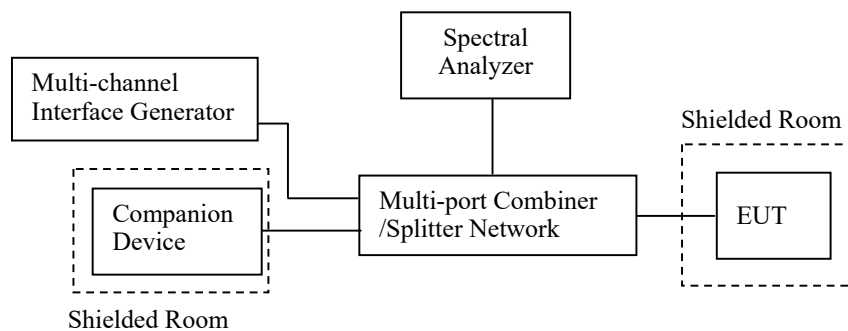 Spectral
Analyzer
Multi-channel
Interface Generator
Shielded Room
Companion
Device
Multi-port Combiner
/Splitter Network
EUT
Shielded Room